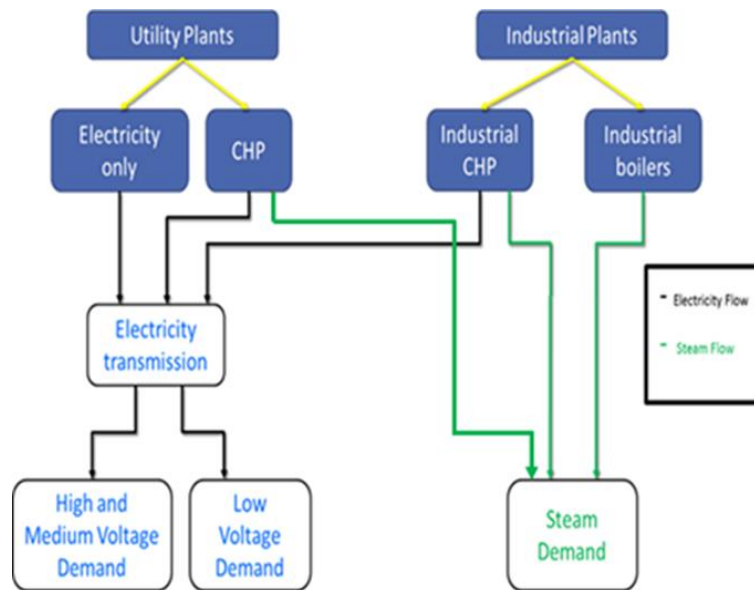 Utility Plants
Industrial Plants
Electricity
only
CHP
Industrial
CHP
Industrial
boilers
Electricity
transmission
- Electricity Flow
- Steam Flow
High and
Medium Voltage
Demand
Low
Voltage
Demand
Steam
Demand